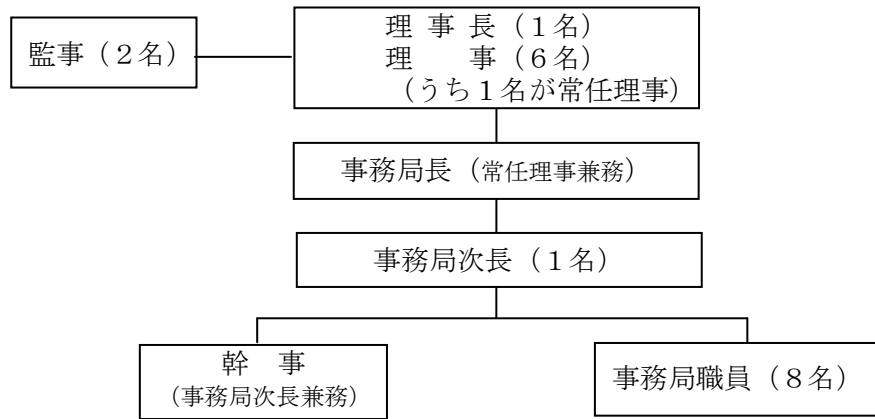 監事（２名）
理 事 長（１名）
理　　事（６名）
（うち１名が常任理事）
事務局長（常任理事兼務）
事務局次長（１名）
幹　事
（事務局次長兼務）
事務局職員（８名）